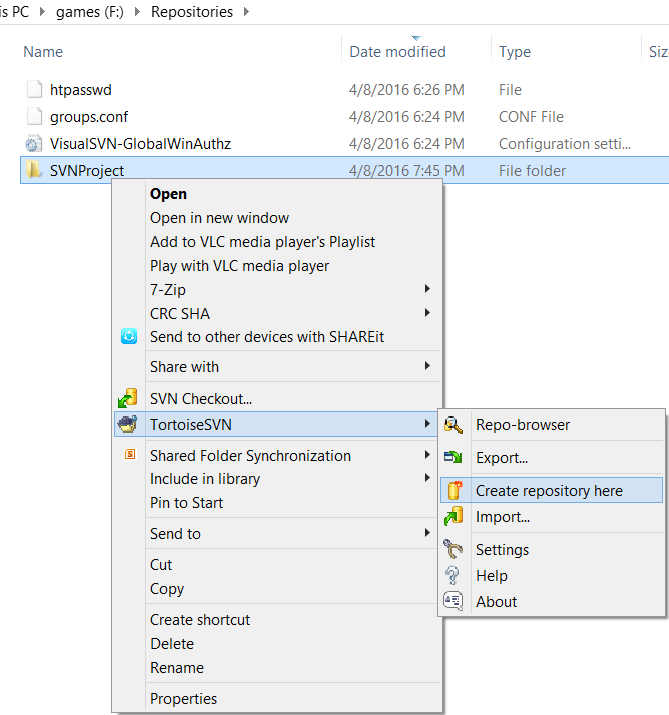 is PC games (F:) Repositories
Name Date modified Type Siz
htpasswd 4/8/2016 6:26 PM File
groups.conf 4/8/2016 6:24 PM CONF File
VisualSVN-GlobalWinAuthz 4/8/2016 6:24 PM Configuration setti...
SVNProject 4/8/2016 7:45 PM File folder
Open
Open in new window
Add to VLC media player's Playlist
Play with VLC media player
7-Zip
CRC SHA
Send to other devices with SHAREit
Share with
SVN Checkout...
TortoiseSVN
Shared Folder Synchronization
Include in library
Pin to Start
Send to
Cut
Copy
Create shortcut
Delete
Rename
Properties
Repo-browser
Export...
Create repository here
Import...
Settings
Help
About